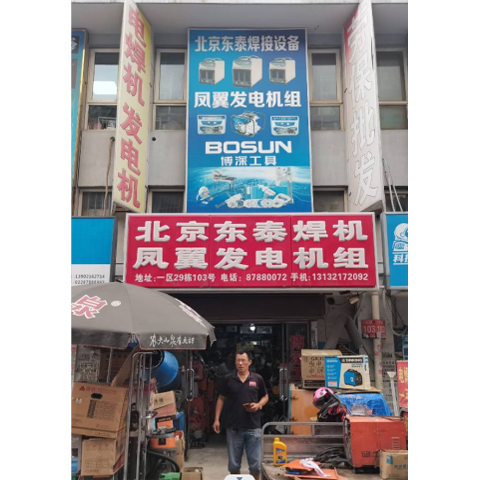 北京东泰焊接设备
凤翼发电机组
BOSUN
博深工具
电焊机 发电机
批发
北京东泰焊机
凤翼发电机组
地址:一区29栋103号 电话: 87880072 手机:13132172092
泉
103